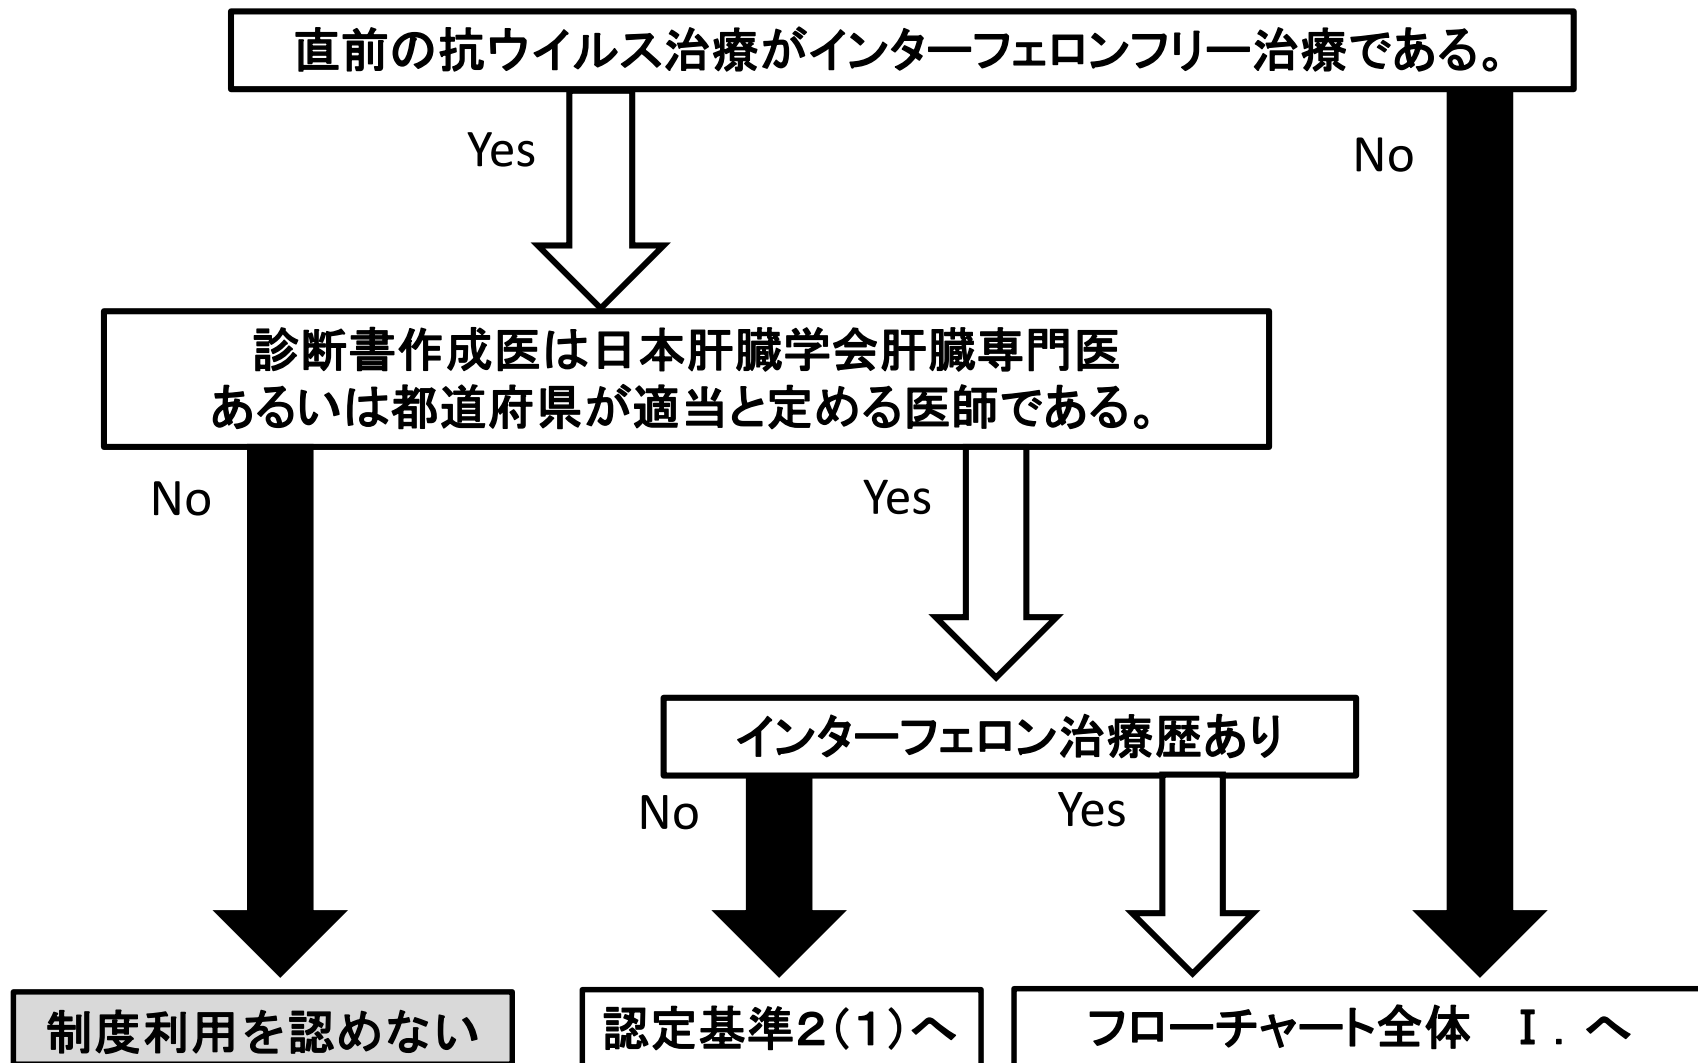 直前の抗ウイルス治療がインターフェロンフリー治療である。
Yes
No
診断書作成医は日本肝臓学会肝臓専門医
あるいは都道府県が適当と定める医師である。
No
Yes
インターフェロン治療歴あり
No
Yes
制度利用を認めない
認定基準2(1)へ
フローチャート全体　Ⅰ．へ